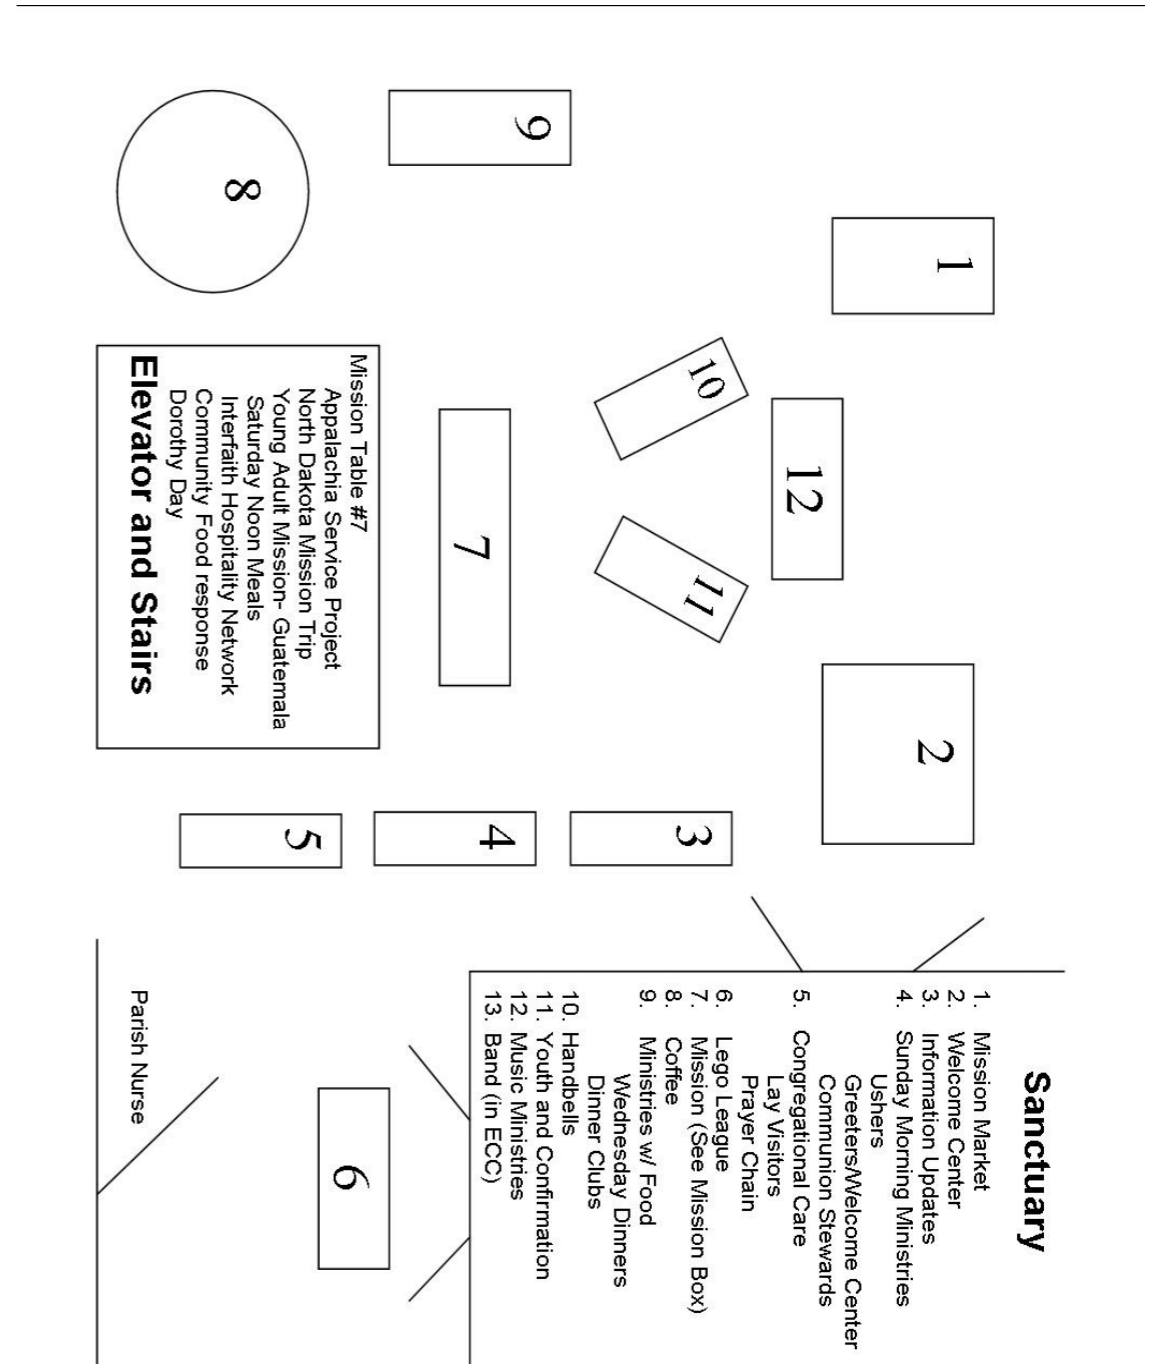 9
8
1
10
12
11
7
Mission Table #7
Appalachia Service Project
North Dakota Mission Trip
Young Adult Mission- Guatemala
Saturday Noon Meals
Interfaith Hospitality Network
Community Food response
Dorothy Day
Elevator and Stairs
2
3
4
5
Sanctuary
1. Mission Market
2. Welcome Center
3. Information Updates
4. Sunday Morning Ministries
Ushers
Greeters/Welcome Center
Communion Stewards
5. Congregational Care
Lay Visitors
Prayer Chain
6. Lego League
7. Mission (See Mission Box)
8. Coffee
9. Ministries w/ Food
Wednesday Dinners
Dinner Clubs
10. Handbells
11. Youth and Confirmation
12. Music Ministries
13. Band (in ECC)
6
Parish Nurse